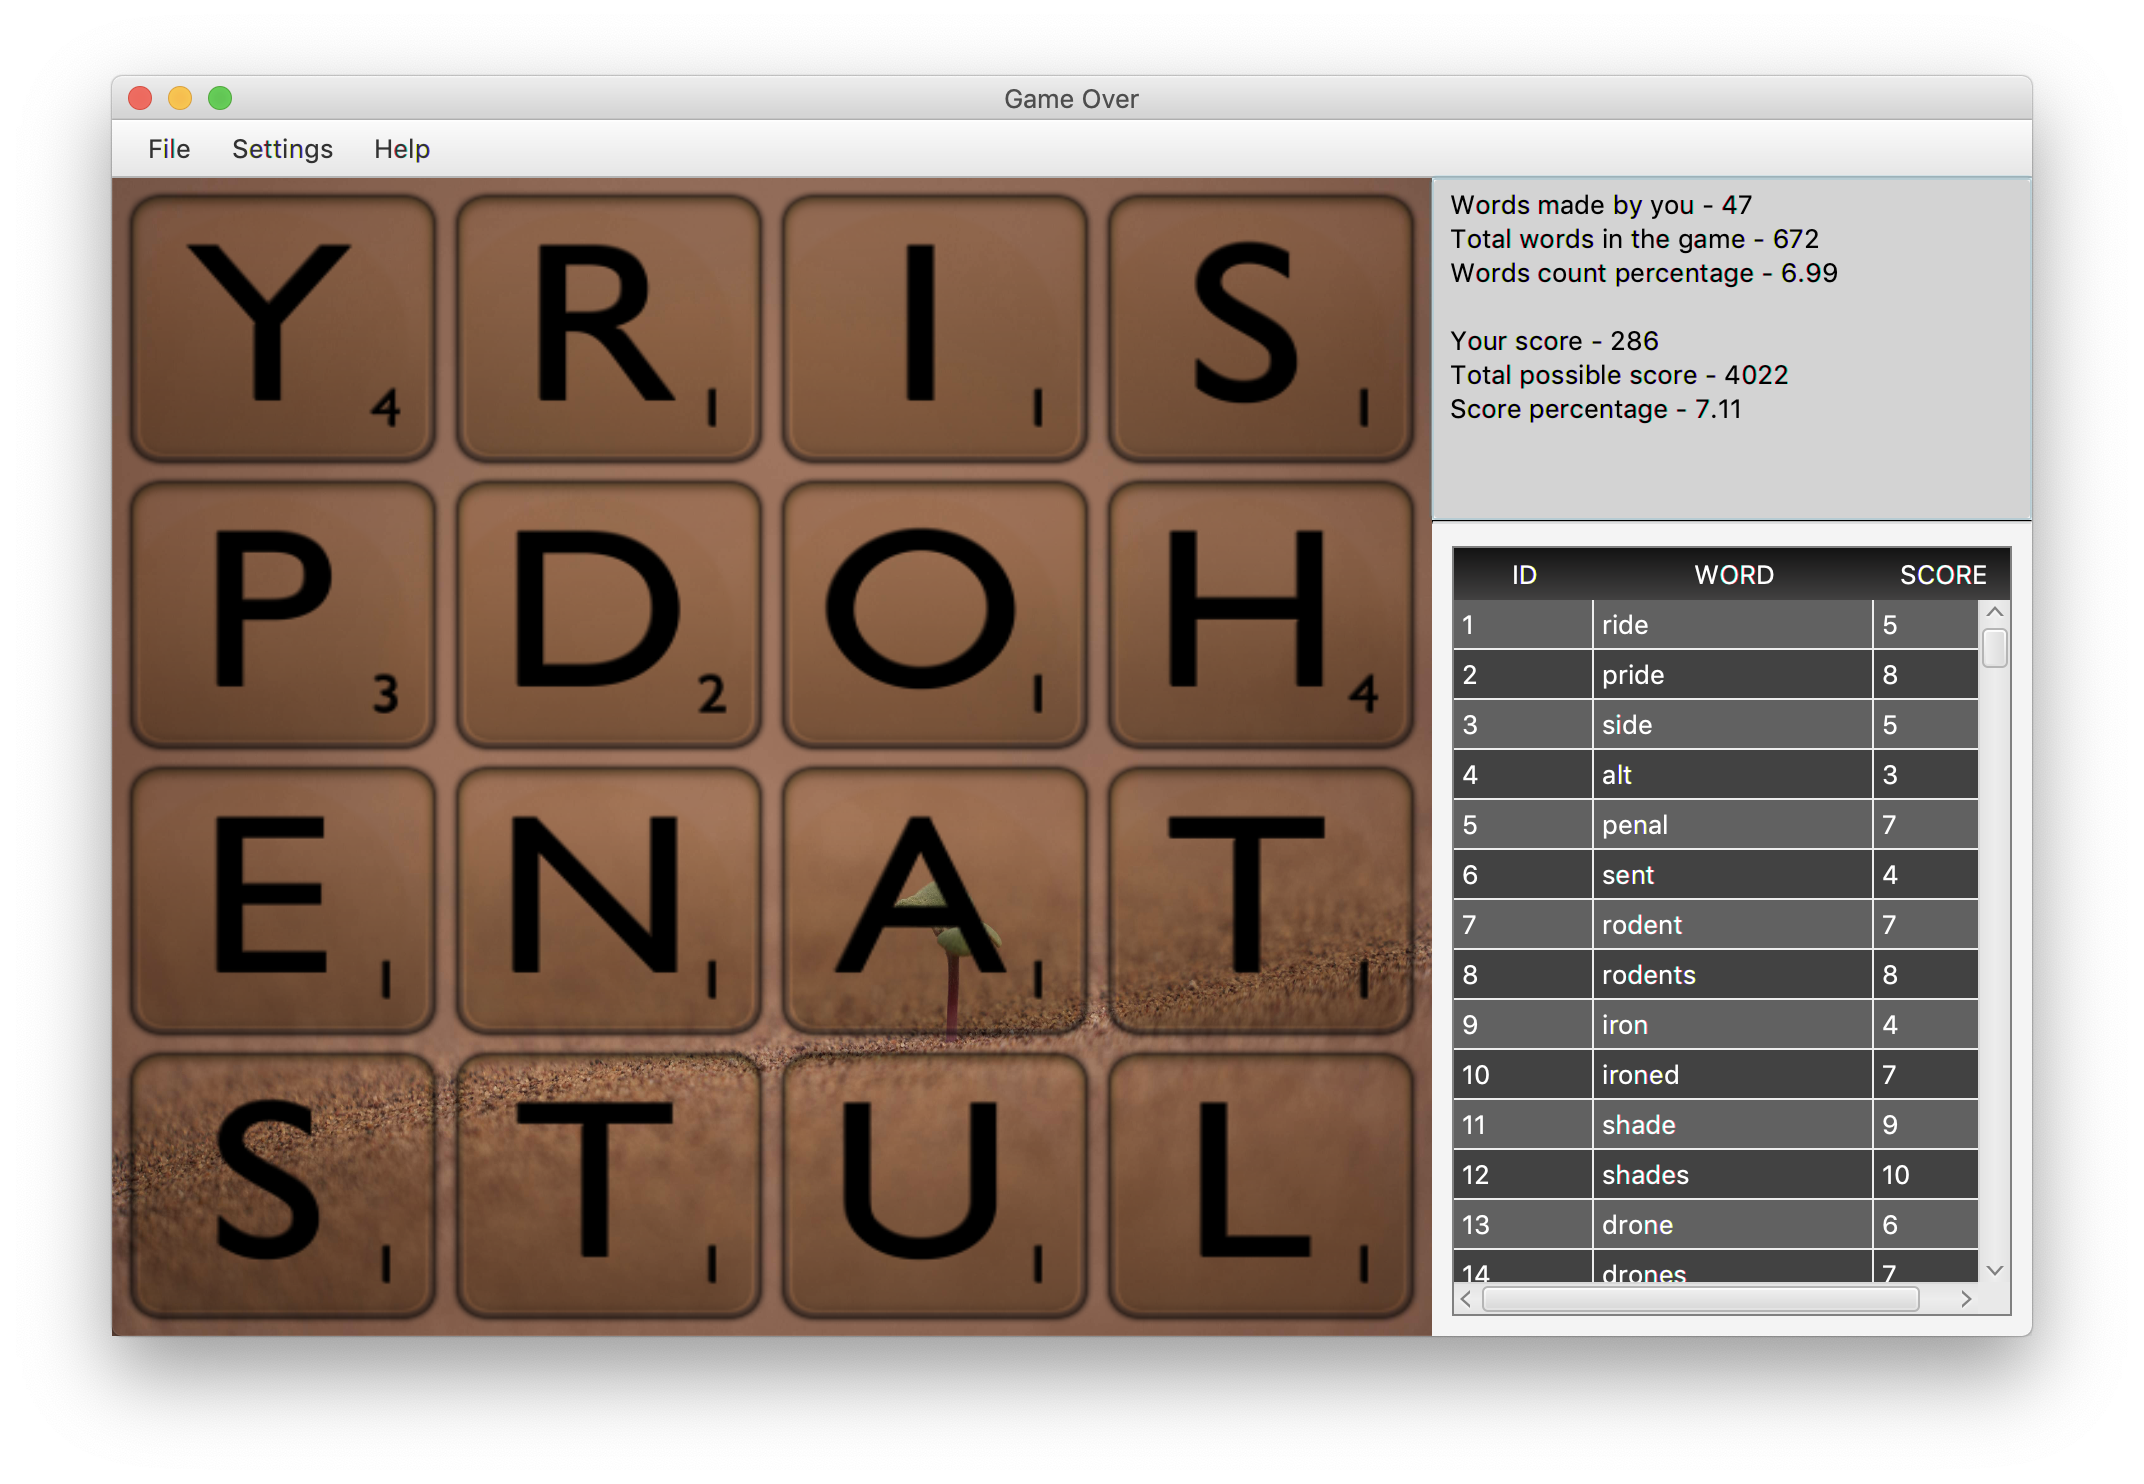 Game Over
File Settings Help
Y 4 R 1 I 1 S 1
P 3 D 2 O 1 H 4
E 1 N 1 A 1 T 1
S 1 T 1 U 1 L 1
Words made by you - 47
Total words in the game - 672
Words count percentage - 6.99
Your score - 286
Total possible score - 4022
Score percentage - 7.11
ID WORD SCORE
1 ride 5
2 pride 8
3 side 5
4 alt 3
5 penal 7
6 sent 4
7 rodent 7
8 rodents 8
9 iron 4
10 ironed 7
11 shade 9
12 shades 10
13 drone 6
14 drones 7